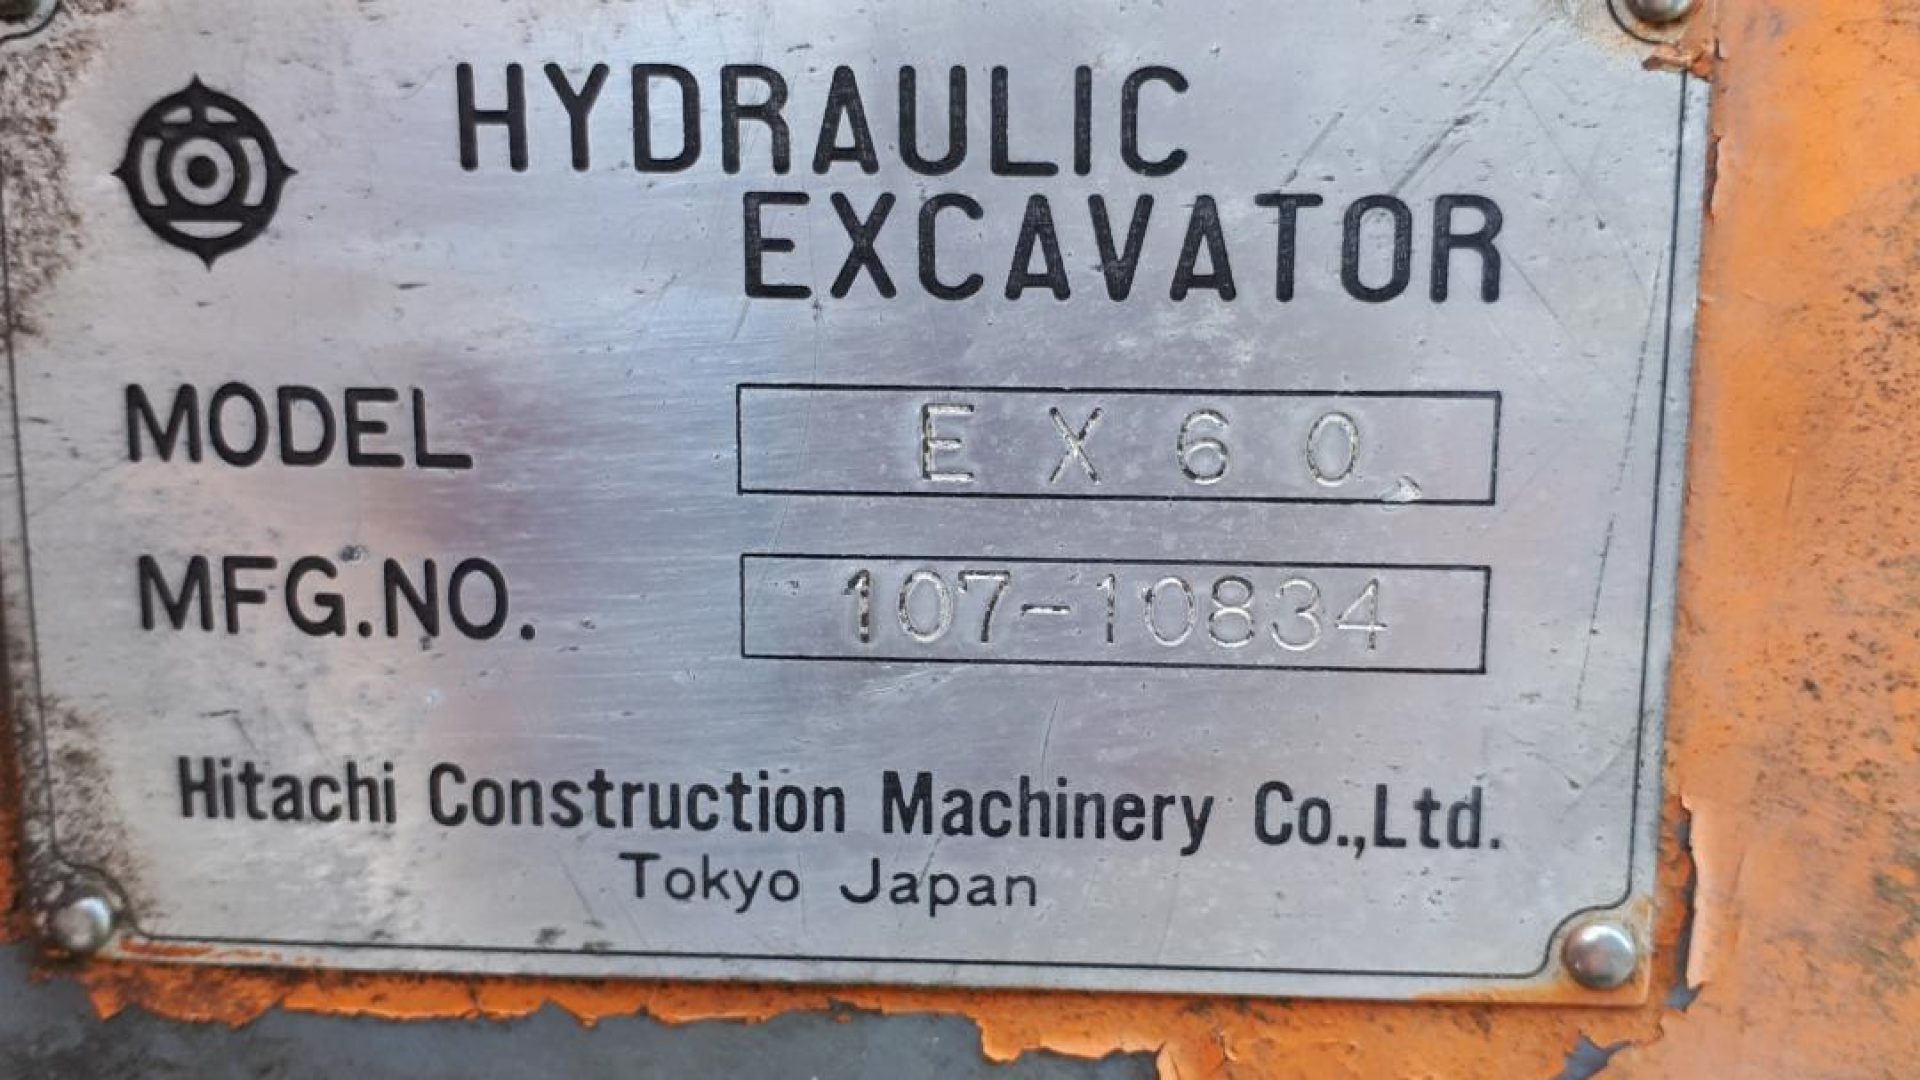 HYDRAULIC
EXCAVATOR
MODEL EX60
MFG.NO. 107-10834
Hitachi Construction Machinery Co.,Ltd.
Tokyo Japan